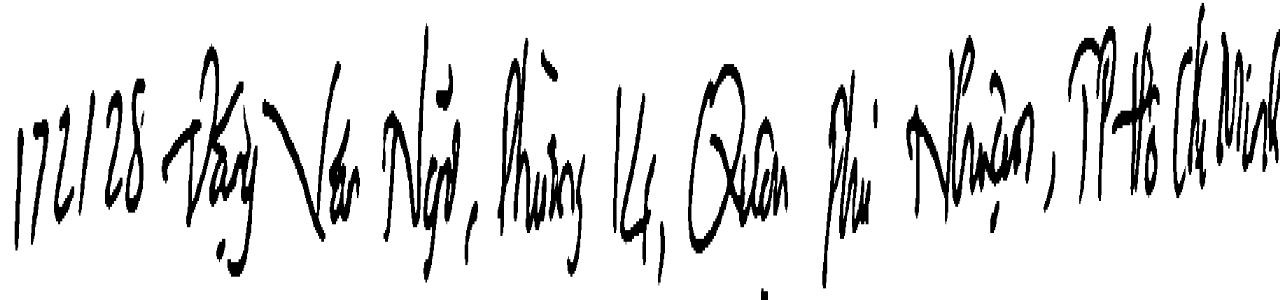 172/28 Đặng Văn Ngữ, Phường 14, Quận Phú Nhuận, TP Hồ Chí Minh